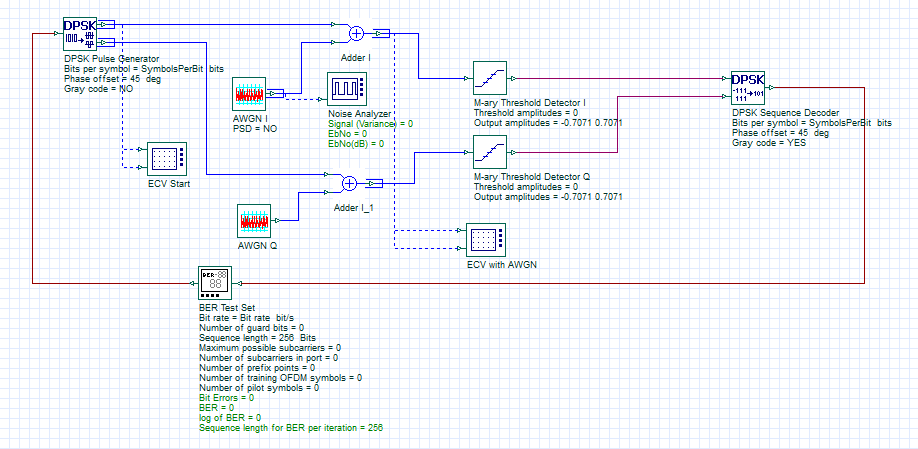 DPSK
1010→
DPSK Pulse Generator
Bits per symbol = SymbolsPerBit bits
Phase offset = 45 deg
Gray code = NO
Adder I
AWGN I
PSD = NO
Noise Analyzer
Signal (Variance) = 0
EbNo = 0
EbNo(dB) = 0
M-ary Threshold Detector I
Threshold amplitudes = 0
Output amplitudes = -0.7071 0.7071
DPSK
-111
111 →101
DPSK Sequence Decoder
Bits per symbol = SymbolsPerBit bits
Phase offset = 45 deg
Gray code = YES
ECV Start
Adder I_1
M-ary Threshold Detector Q
Threshold amplitudes = 0
Output amplitudes = -0.7071 0.7071
AWGN Q
ECV with AWGN
BER Test Set
Bit rate = Bit rate bit/s
Number of guard bits = 0
Sequence length = 256 Bits
Maximum possible subcarriers = 0
Number of subcarriers in port = 0
Number of prefix points = 0
Number of training OFDM symbols = 0
Number of pilot symbols = 0
Bit Errors = 0
BER = 0
log of BER = 0
Sequence length for BER per iteration = 256